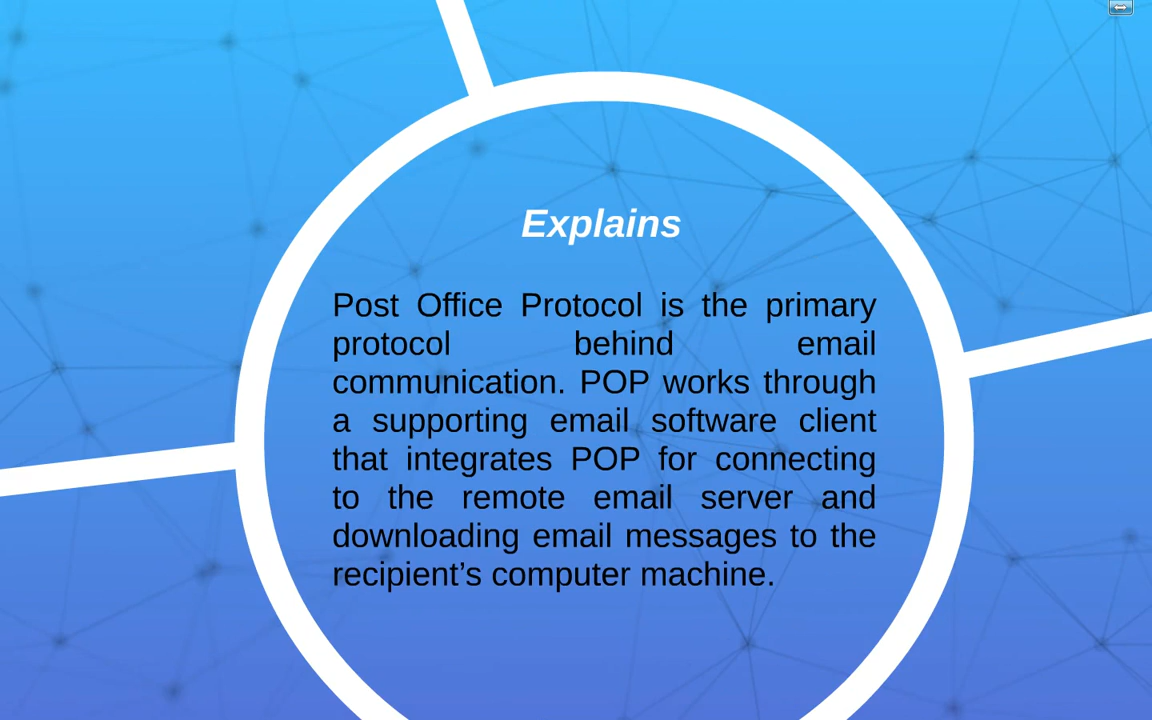 Explains
Post Office Protocol is the primary
protocol behind email
communication. POP works through
a supporting email software client
that integrates POP for connecting
to the remote email server and
downloading email messages to the
recipient’s computer machine.